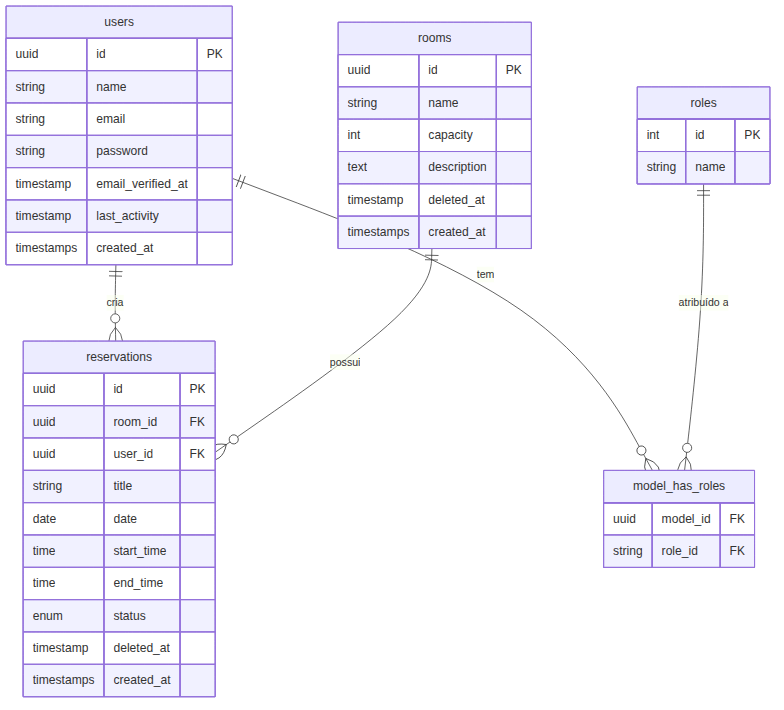 users
uuid id PK
string name
string email
string password
timestamp email_verified_at
timestamp last_activity
timestamps created_at
rooms
uuid id PK
string name
int capacity
text description
timestamp deleted_at
timestamps created_at
roles
int id PK
string name
cria
tem
atribuído a
possui
reservations
uuid id PK
uuid room_id FK
uuid user_id FK
string title
date date
time start_time
time end_time
enum status
timestamp deleted_at
timestamps created_at
model_has_roles
uuid model_id FK
string role_id FK